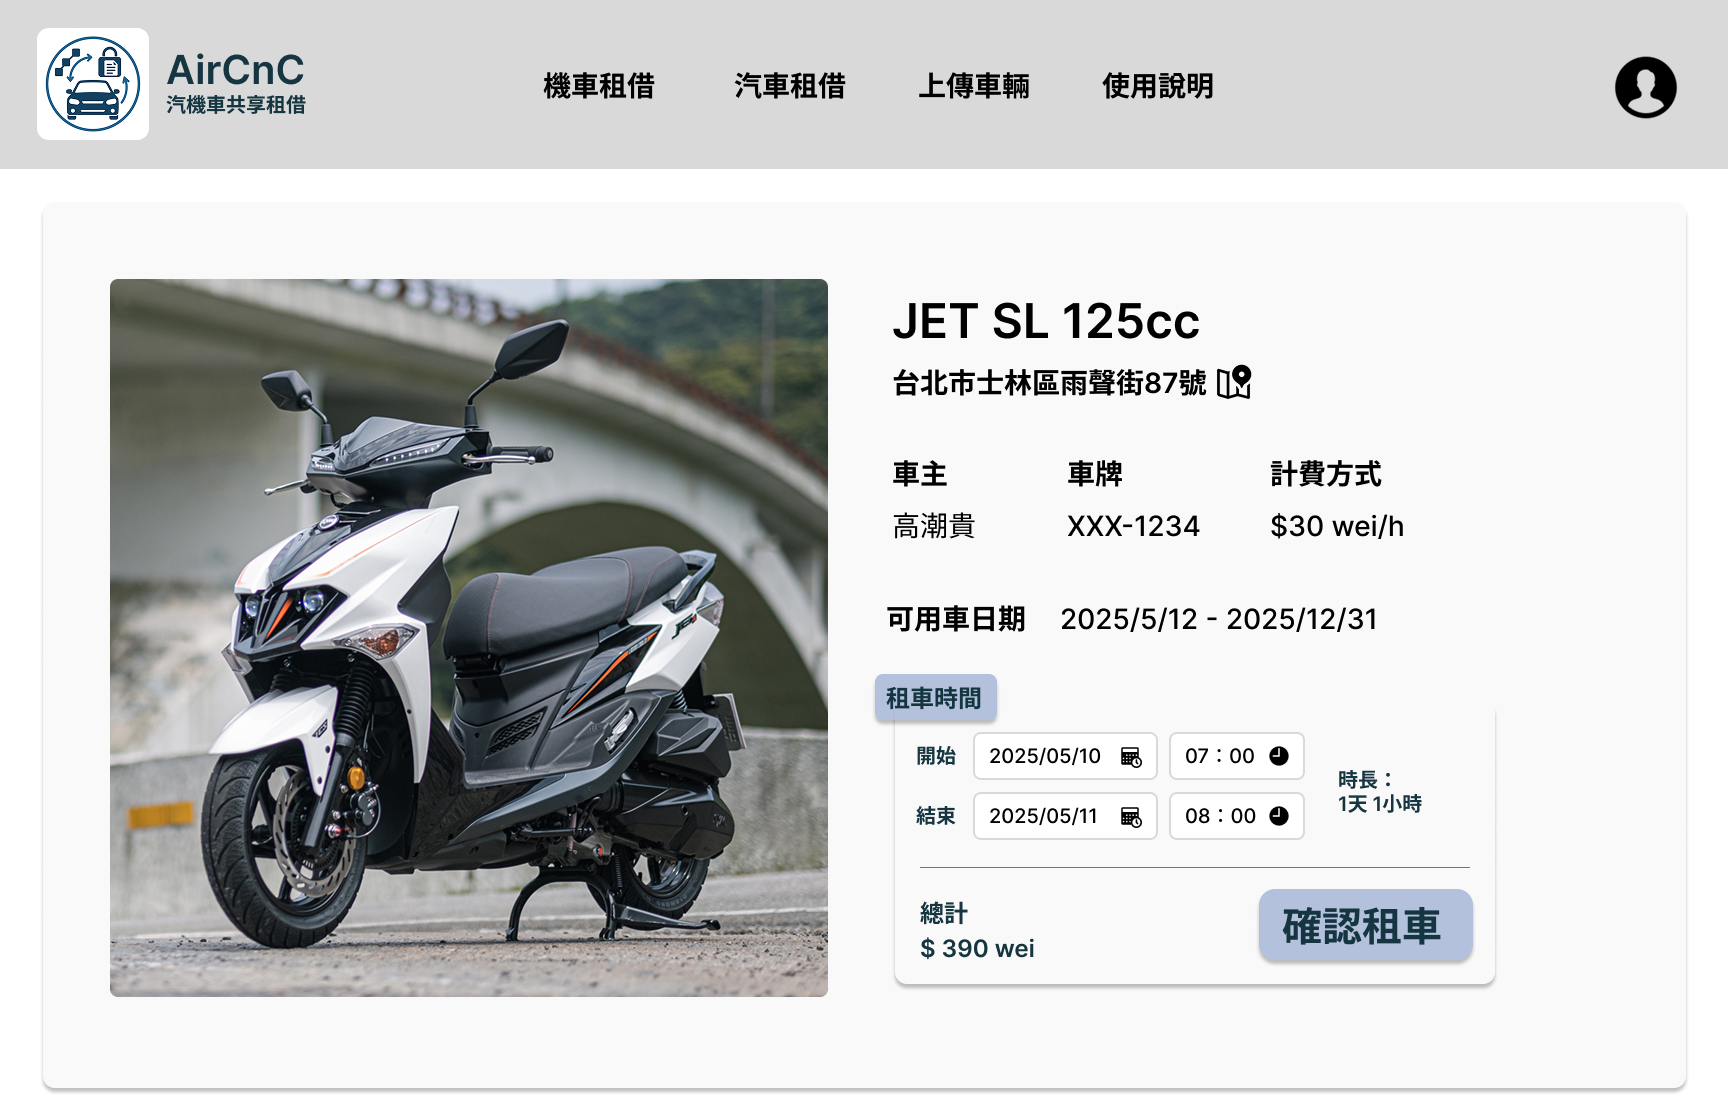 AirCnC
汽機車共享租借
機車租借
汽車租借
上傳車輛
使用說明
JET SL 125cc
台北市士林區雨聲街87號
車主
車牌
計費方式
高潮貴
XXX-1234
$30 wei/h
可用車日期
2025/5/12 - 2025/12/31
租車時間
開始
2025/05/10
07：00
結束
2025/05/11
08：00
時長：
1天 1小時
總計
$ 390 wei
確認租車